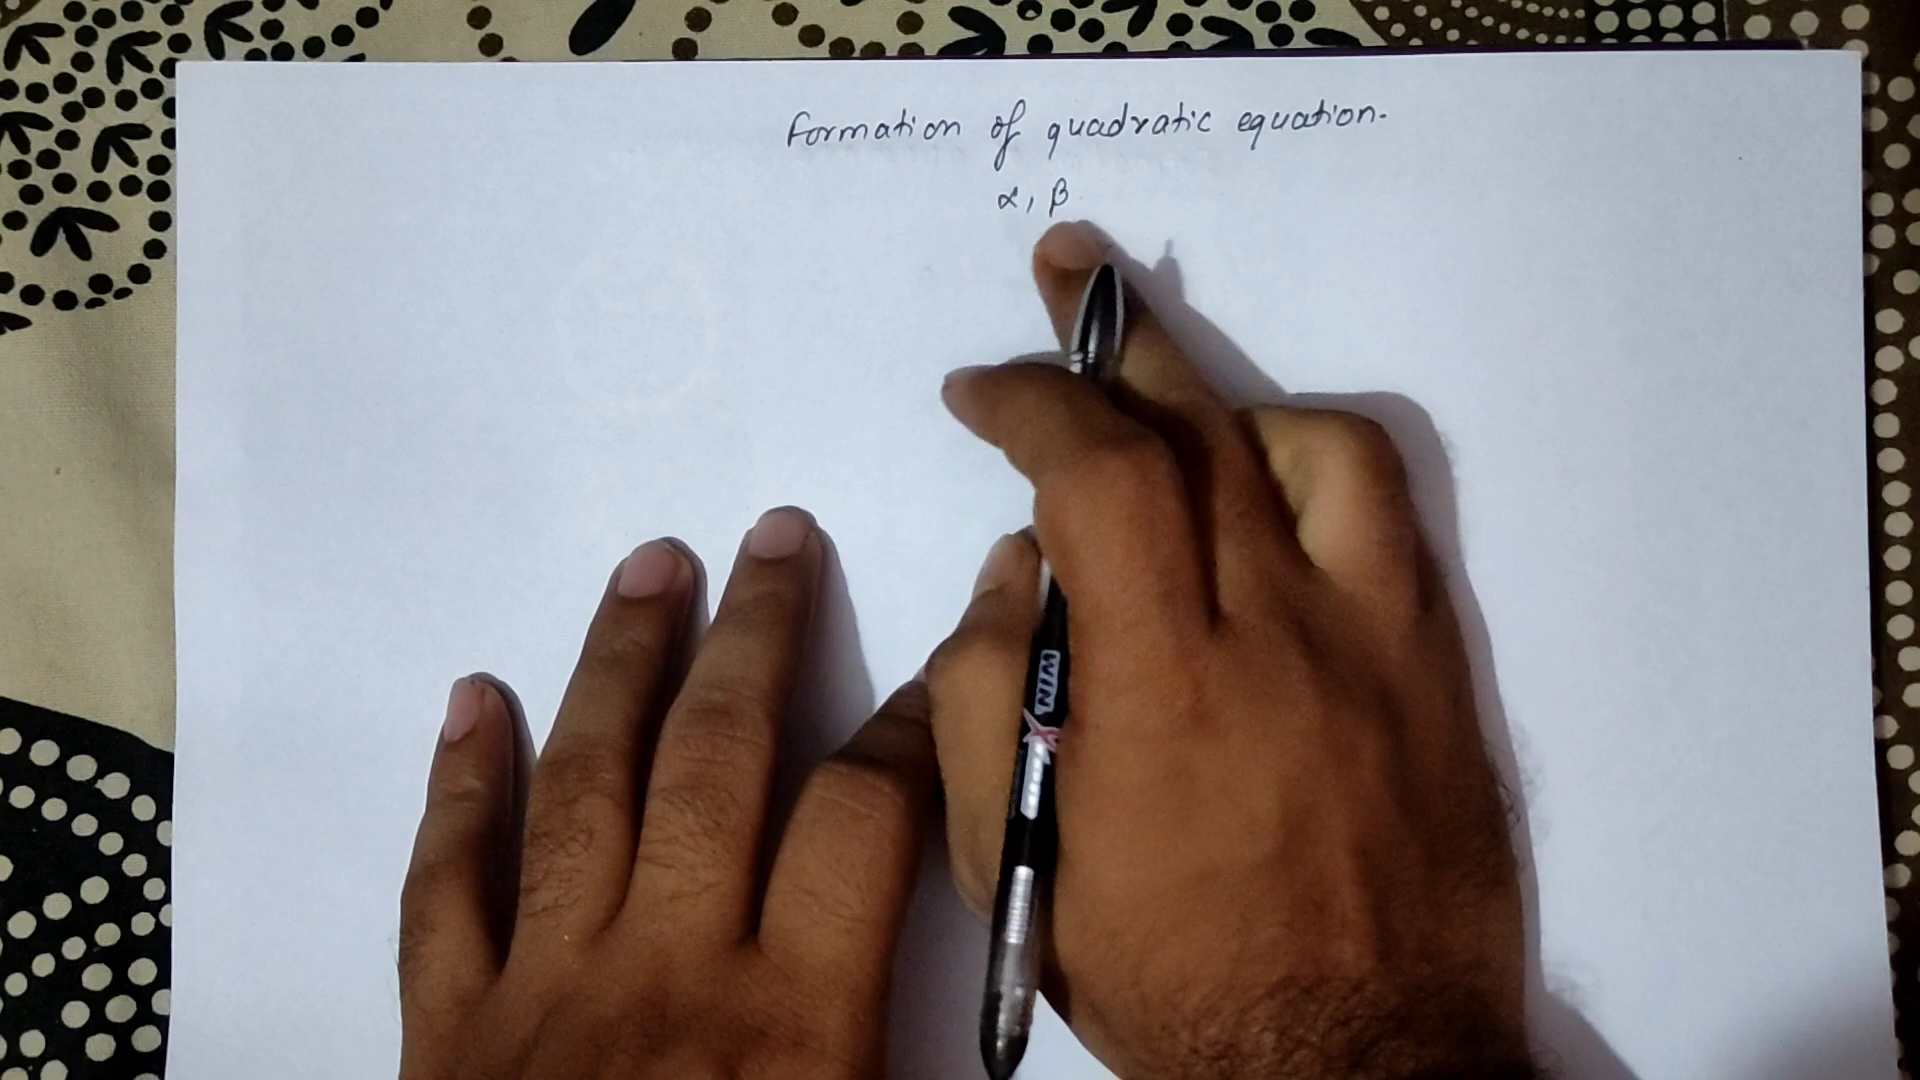 Formation of quadratic equation.
α, β
WIN